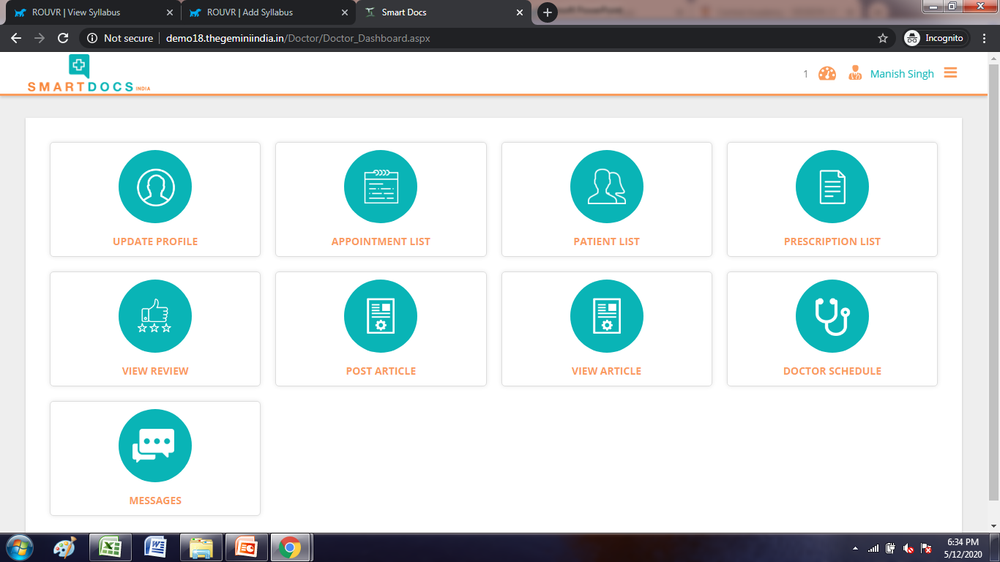 ROUVR | View Syllabus
ROUVR | Add Syllabus
Smart Docs
Not secure
demo18.thegeminiindia.in/Doctor/Doctor_Dashboard.aspx
Incognito
SMARTDOCS INDIA
1
Manish Singh
UPDATE PROFILE
APPOINTMENT LIST
PATIENT LIST
PRESCRIPTION LIST
VIEW REVIEW
POST ARTICLE
VIEW ARTICLE
DOCTOR SCHEDULE
MESSAGES
6:34 PM
5/12/2020